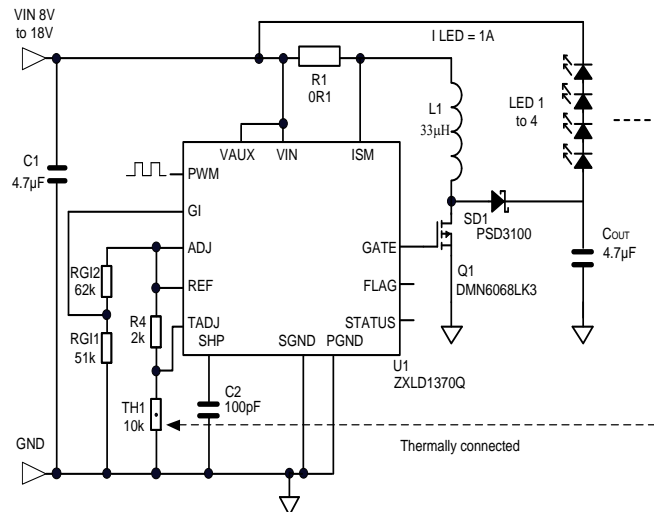 VIN 8V
to 18V
I LED = 1A
R1
0R1
L1
33µH
LED 1
to 4
VAUX
VIN
ISM
C1
4.7µF
PWM
GI
ADJ
GATE
SD1
PSD3100
COUT
4.7µF
RGI2
62k
REF
FLAG
Q1
DMN6068LK3
R4
2k
TADJ
STATUS
RGI1
51k
SHP
SGND
PGND
U1
ZXLD1370Q
C2
100pF
TH1
10k
GND
Thermally connected